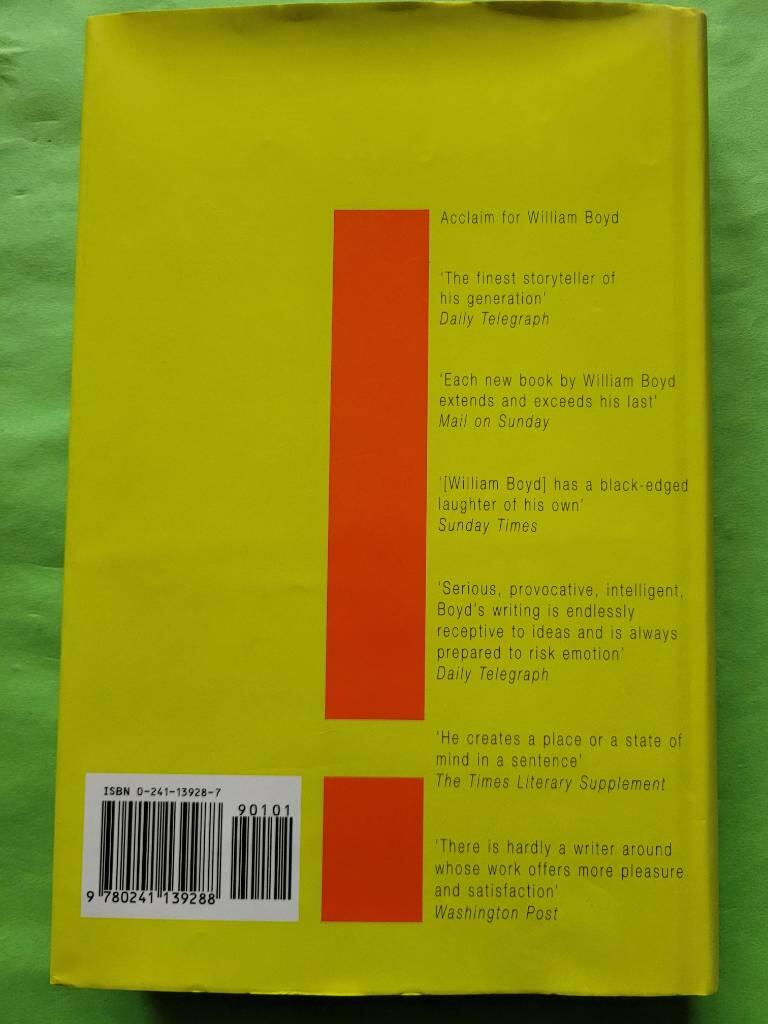 Acclaim for William Boyd
'The finest storyteller of
his generation'
Daily Telegraph
'Each new book by William Boyd
extends and exceeds his last'
Mail on Sunday
'[William Boyd] has a black-edged
laughter of his own'
Sunday Times
'Serious, provocative, intelligent,
Boyd's writing is endlessly
receptive to ideas and is always
prepared to risk emotion'
Daily Telegraph
'He creates a place or a state of
mind in a sentence'
The Times Literary Supplement
'There is hardly a writer around
whose work offers more pleasure
and satisfaction'
Washington Post
ISBN 0-241-13928-7
90101
9 780241 139288